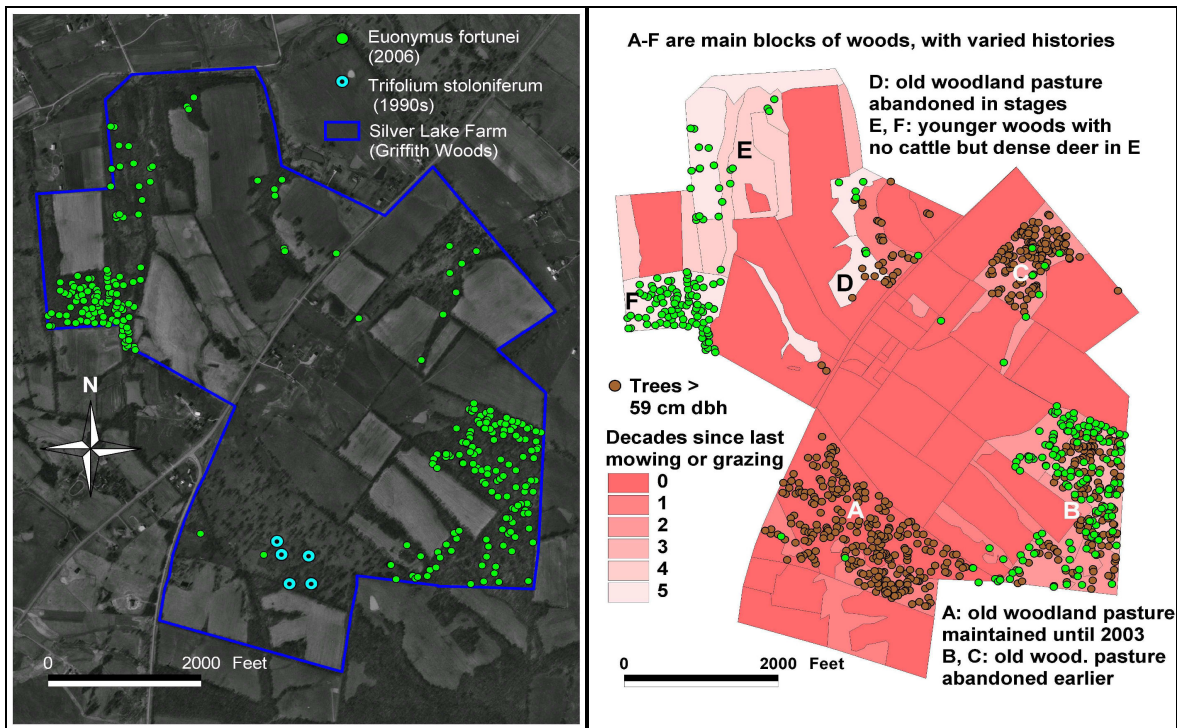 Euonymus fortunei
(2006)
Trifolium stoloniferum
(1990s)
Silver Lake Farm
(Griffith Woods)
N
0
2000 Feet
A-F are main blocks of woods, with varied histories
D: old woodland pasture
abandoned in stages
E, F: younger woods with
no cattle but dense deer in E
E
D
C
F
Trees >
59 cm dbh
Decades since last
mowing or grazing
0
1
2
3
4
5
A
B
A: old woodland pasture
maintained until 2003
B, C: old wood. pasture
abandoned earlier
0
2000 Feet